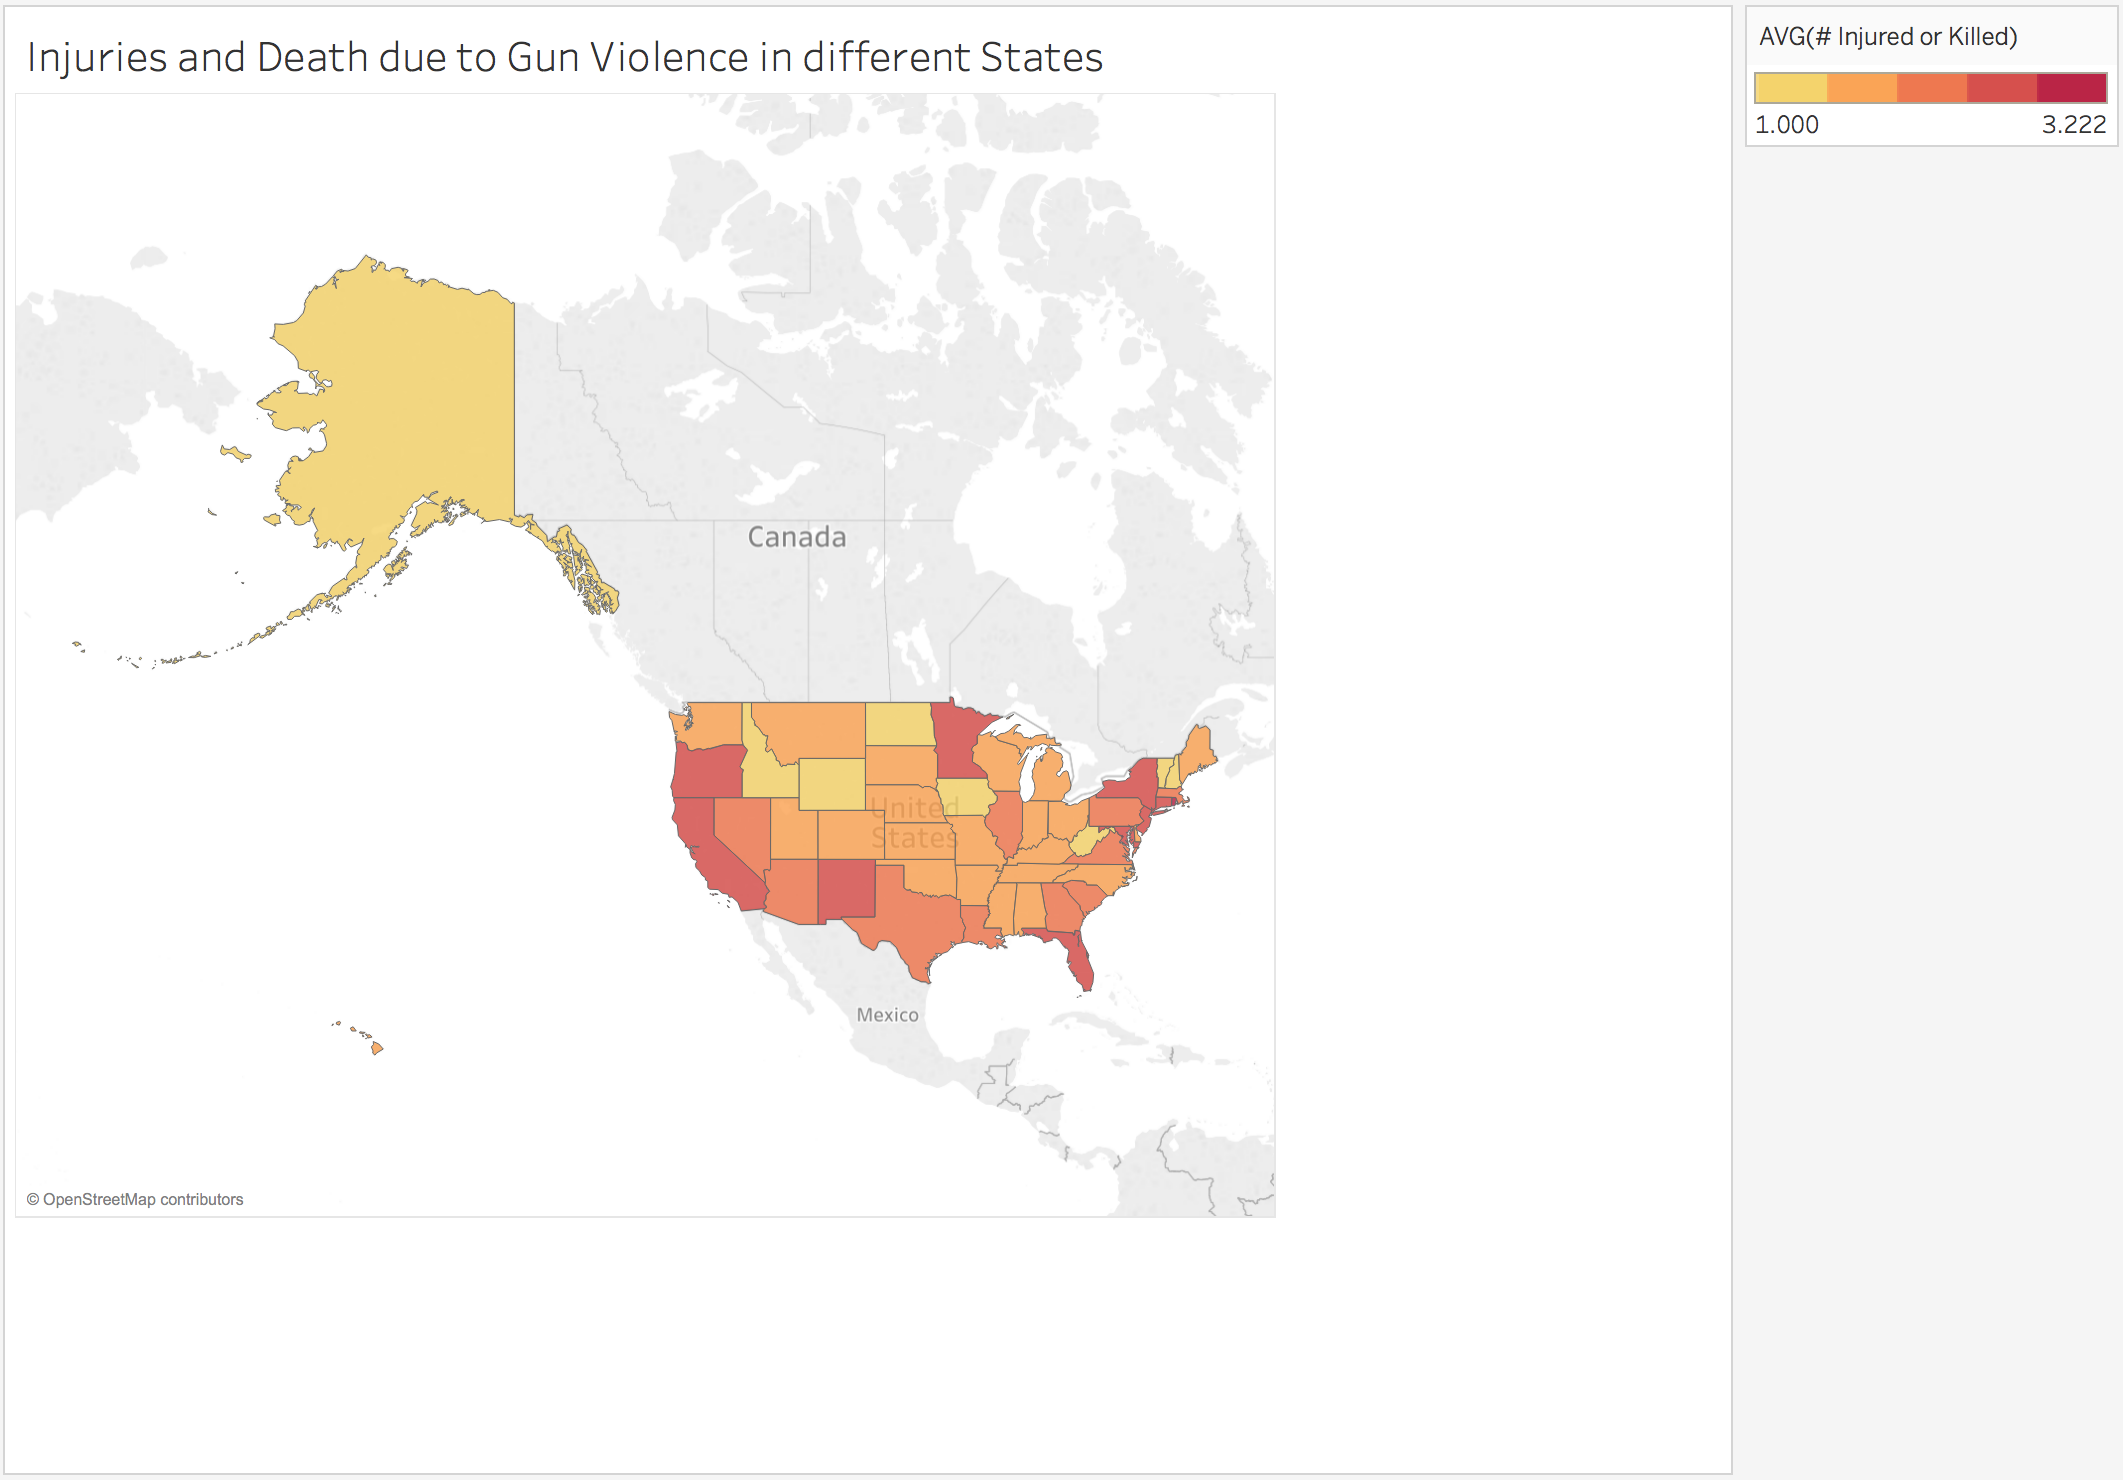 Injuries and Death due to Gun Violence in different States
AVG(# Injured or Killed)
1.000 3.222
Canada
United
States
Mexico
© OpenStreetMap contributors